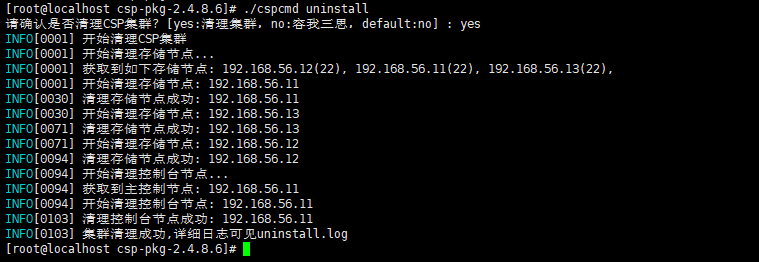 [root@localhost csp-pkg-2.4.8.6]# ./cspcmd uninstall
请确认是否清理CSP集群? [yes:清理集群, no:容我三思, default:no] : yes
INFO[0001] 开始清理CSP集群
INFO[0001] 开始清理存储节点...
INFO[0001] 获取到如下存储节点: 192.168.56.12(22), 192.168.56.11(22), 192.168.56.13(22),
INFO[0001] 开始清理存储节点: 192.168.56.11
INFO[0030] 清理存储节点成功: 192.168.56.11
INFO[0030] 开始清理存储节点: 192.168.56.13
INFO[0071] 清理存储节点成功: 192.168.56.13
INFO[0071] 开始清理存储节点: 192.168.56.12
INFO[0094] 清理存储节点成功: 192.168.56.12
INFO[0094] 开始清理控制台节点...
INFO[0094] 获取到主控制节点: 192.168.56.11
INFO[0094] 开始清理控制台节点: 192.168.56.11
INFO[0103] 清理控制台节点成功: 192.168.56.11
INFO[0103] 集群清理成功,详细日志可见uninstall.log
[root@localhost csp-pkg-2.4.8.6]#